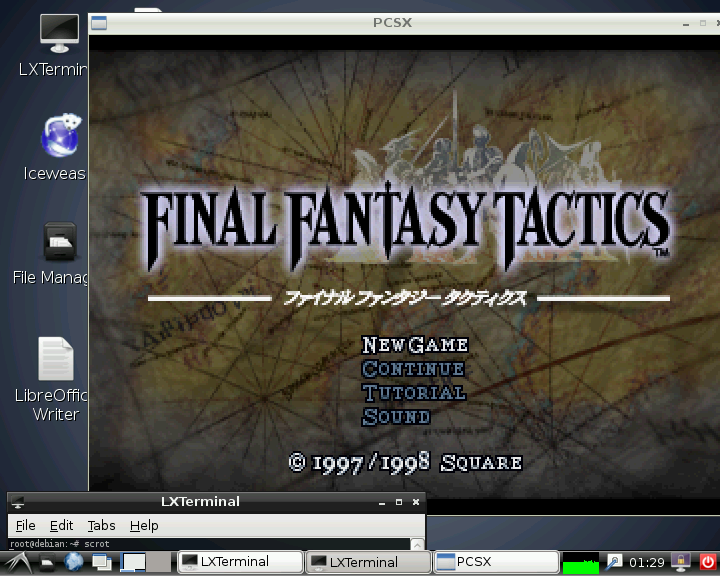 PCSX
LXTermin
Iceweas
File Manag
LibreOffic
Writer
FINAL FANTASY TACTICS
TM
ファイナルファンタジー タクティクス
NEW GAME
CONTINUE
TUTORIAL
SOUND
© 1997/1998 SQUARE
LXTerminal
File Edit Tabs Help
root@debian:~# scrot
LXTerminal LXTerminal PCSX 01:29